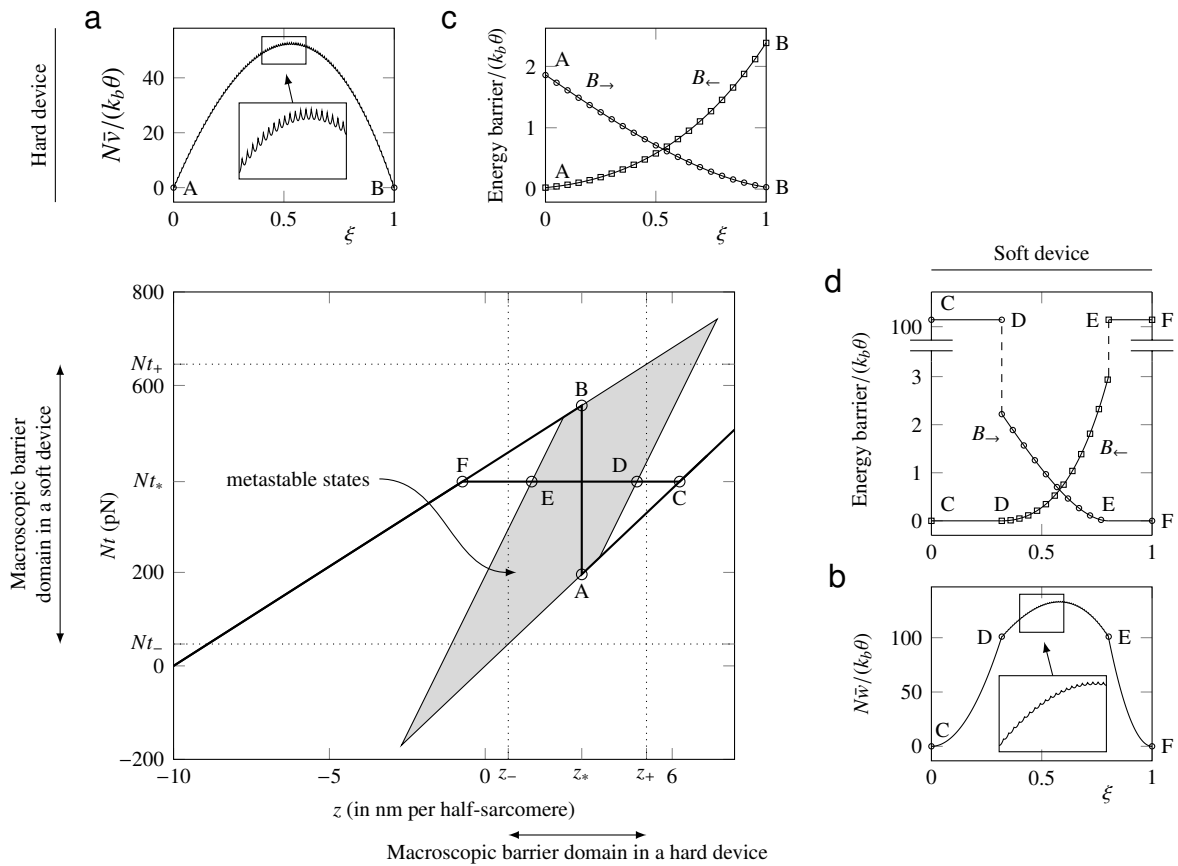 a
Hard device
Nv̄/(k_bθ)
40
20
0
A
B
0
0.5
1
ξ
c
Energy barrier/(k_bθ)
2
1
0
A
B→
B←
B
A
B
0
0.5
1
ξ
Macroscopic barrier
domain in a soft device
Nt (pN)
800
Nt₊
600
Nt∗
200
Nt₋
0
−200
−10
−5
0
z₋
z∗
z₊
6
z (in nm per half-sarcomere)
Macroscopic barrier domain in a hard device
metastable states
B
F
E
D
C
A
Soft device
d
Energy barrier/(k_bθ)
100
3
2
1
0
C
D
E
F
B→
B←
C
D
E
F
0
0.5
1
b
Nw̄/(k_bθ)
100
50
0
D
E
C
F
0
0.5
1
ξ